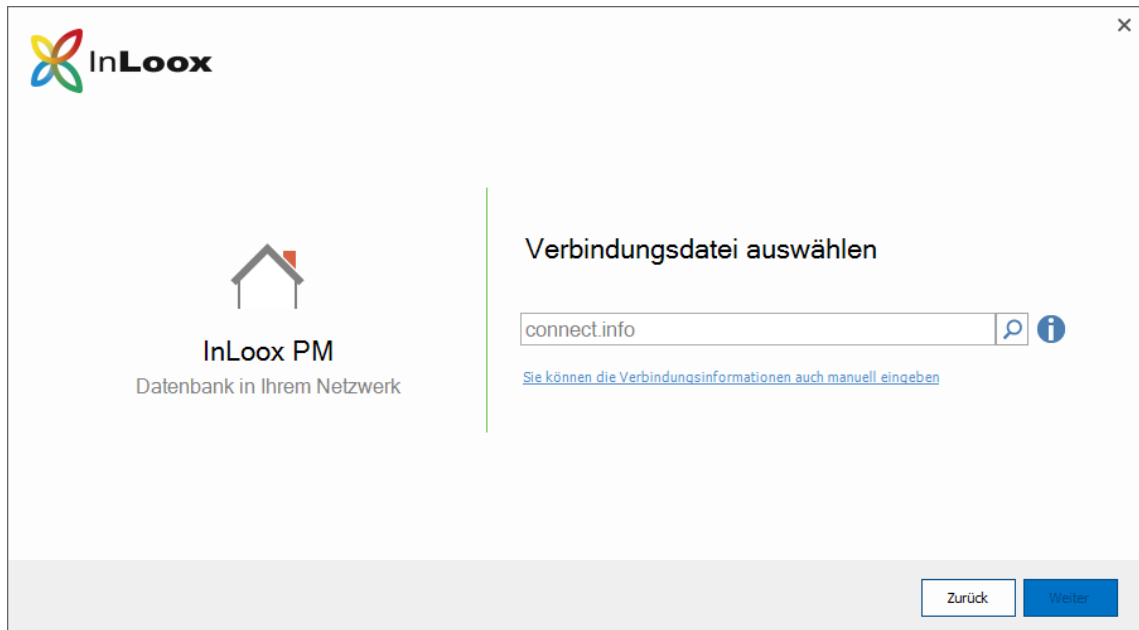 InLoox
Verbindungsdatei auswählen
connect.info
Sie können die Verbindungsinformationen auch manuell eingeben
InLoox PM
Datenbank in Ihrem Netzwerk
Zurück
Weiter